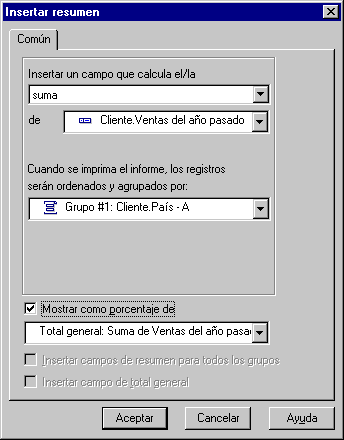 Insertar resumen
Común
Insertar un campo que calcula el/la
suma
de
Cliente.Ventas del año pasado
Cuando se imprima el informe, los registros
serán ordenados y agrupados por:
Grupo #1: Cliente.País - A
Mostrar como porcentaje de
Total general: Suma de Ventas del año pasa
Insertar campos de resumen para todos los grupos
Insertar campo de total general
Aceptar
Cancelar
Ayuda